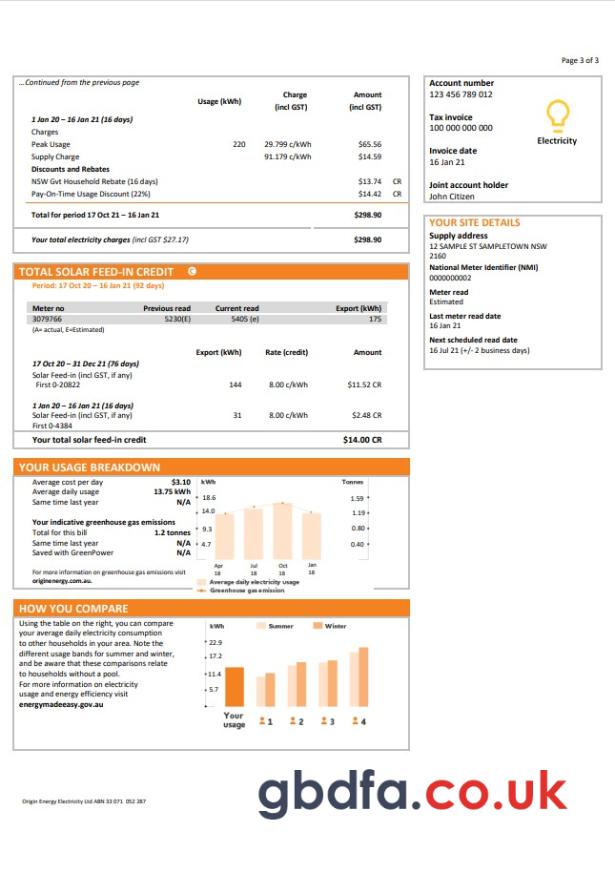 Page 3 of 3
...Continued from the previous page
Usage (kWh) Charge (incl GST) Amount (incl GST)
1 Jan 20 – 16 Jan 21 (16 days)
Charges
Peak Usage 220 29.799 c/kWh $65.56
Supply Charge 91.179 c/kWh $14.59
Discounts and Rebates
NSW Gvt Household Rebate (16 days) $13.74 CR
Pay-On-Time Usage Discount (22%) $14.42 CR
Total for period 17 Oct 21 – 16 Jan 21 $298.90
Your total electricity charges (incl GST $27.17) $298.90
Account number
123 456 789 012
Tax invoice
100 000 000 000
Electricity
Invoice date
16 Jan 21
Joint account holder
John Citizen
YOUR SITE DETAILS
Supply address
12 SAMPLE ST SAMPLETOWN NSW
2160
National Meter Identifier (NMI)
0000000002
Meter read
Estimated
Last meter read date
16 Jan 21
Next scheduled read date
16 Jul 21 (+/- 2 business days)
TOTAL SOLAR FEED-IN CREDIT
Period: 17 Oct 20 – 16 Jan 21 (92 days)
Meter no Previous read Current read Export (kWh)
3079766 5230(E) 5405 (e) 175
(A= actual, E=Estimated)
Export (kWh) Rate (credit) Amount
17 Oct 20 – 31 Dec 21 (76 days)
Solar Feed-in (incl GST, if any)
First 0-20822 144 8.00 c/kWh $11.52 CR
1 Jan 20 – 16 Jan 21 (16 days)
Solar Feed-in (incl GST, if any) 31 8.00 c/kWh $2.48 CR
First 0-4384
Your total solar feed-in credit $14.00 CR
YOUR USAGE BREAKDOWN
Average cost per day $3.10
Average daily usage 13.75 kWh
Same time last year N/A
Your indicative greenhouse gas emissions
Total for this bill 1.2 tonnes
Same time last year N/A
Saved with GreenPower N/A
For more information on greenhouse gas emissions visit
originenergy.com.au.
kWh Tonnes
18.6 1.59
14.0 1.19
9.3 0.80
4.7 0.40
Apr 18 Jul 18 Oct 18 Jan 18
Average daily electricity usage
Greenhouse gas emission
HOW YOU COMPARE
Using the table on the right, you can compare
your average daily electricity consumption
to other households in your area. Note the
different usage bands for summer and winter,
and be aware that these comparisons relate
to households without a pool.
For more information on electricity
usage and energy efficiency visit
energymadeeasy.gov.au
kWh Summer Winter
22.9
17.2
11.4
5.7
Your usage 1 2 3 4
Origin Energy Electricity Ltd ABN 33 071 052 287
gbdfa.co.uk